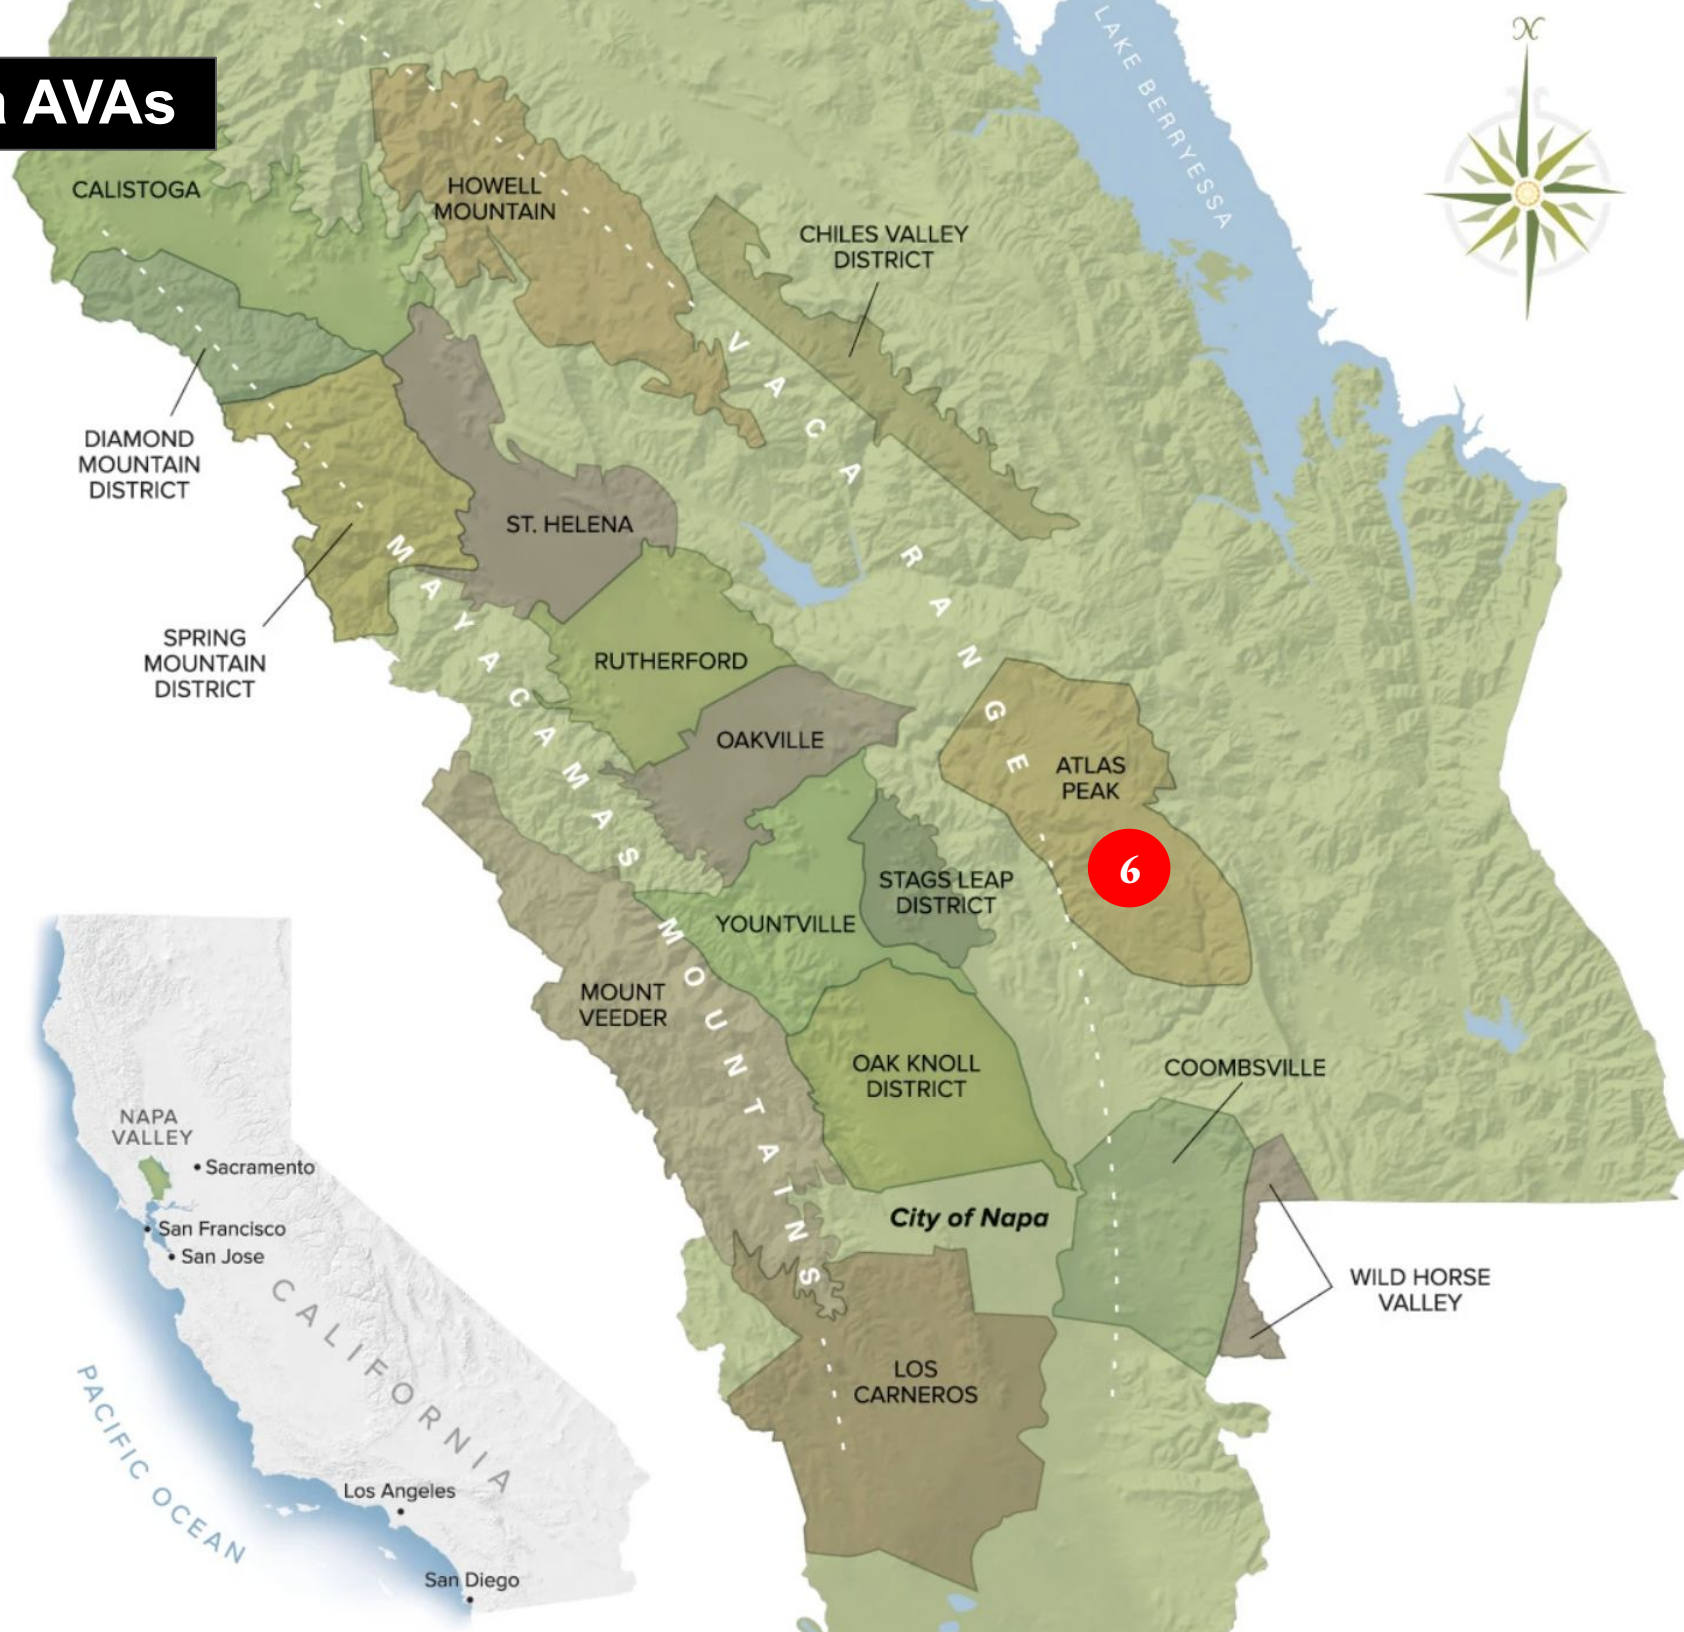 AVAs
N
LAKE BERRYESSA
CALISTOGA
HOWELL
MOUNTAIN
CHILES VALLEY
DISTRICT
VACA RANGE
DIAMOND
MOUNTAIN
DISTRICT
ST. HELENA
MAYACAMAS MOUNTAINS
SPRING
MOUNTAIN
DISTRICT
RUTHERFORD
OAKVILLE
ATLAS
PEAK
6
STAGS LEAP
DISTRICT
YOUNTVILLE
MOUNT
VEEDER
OAK KNOLL
DISTRICT
COOMBSVILLE
City of Napa
WILD HORSE
VALLEY
LOS
CARNEROS
NAPA
VALLEY
Sacramento
San Francisco
San Jose
CALIFORNIA
PACIFIC OCEAN
Los Angeles
San Diego